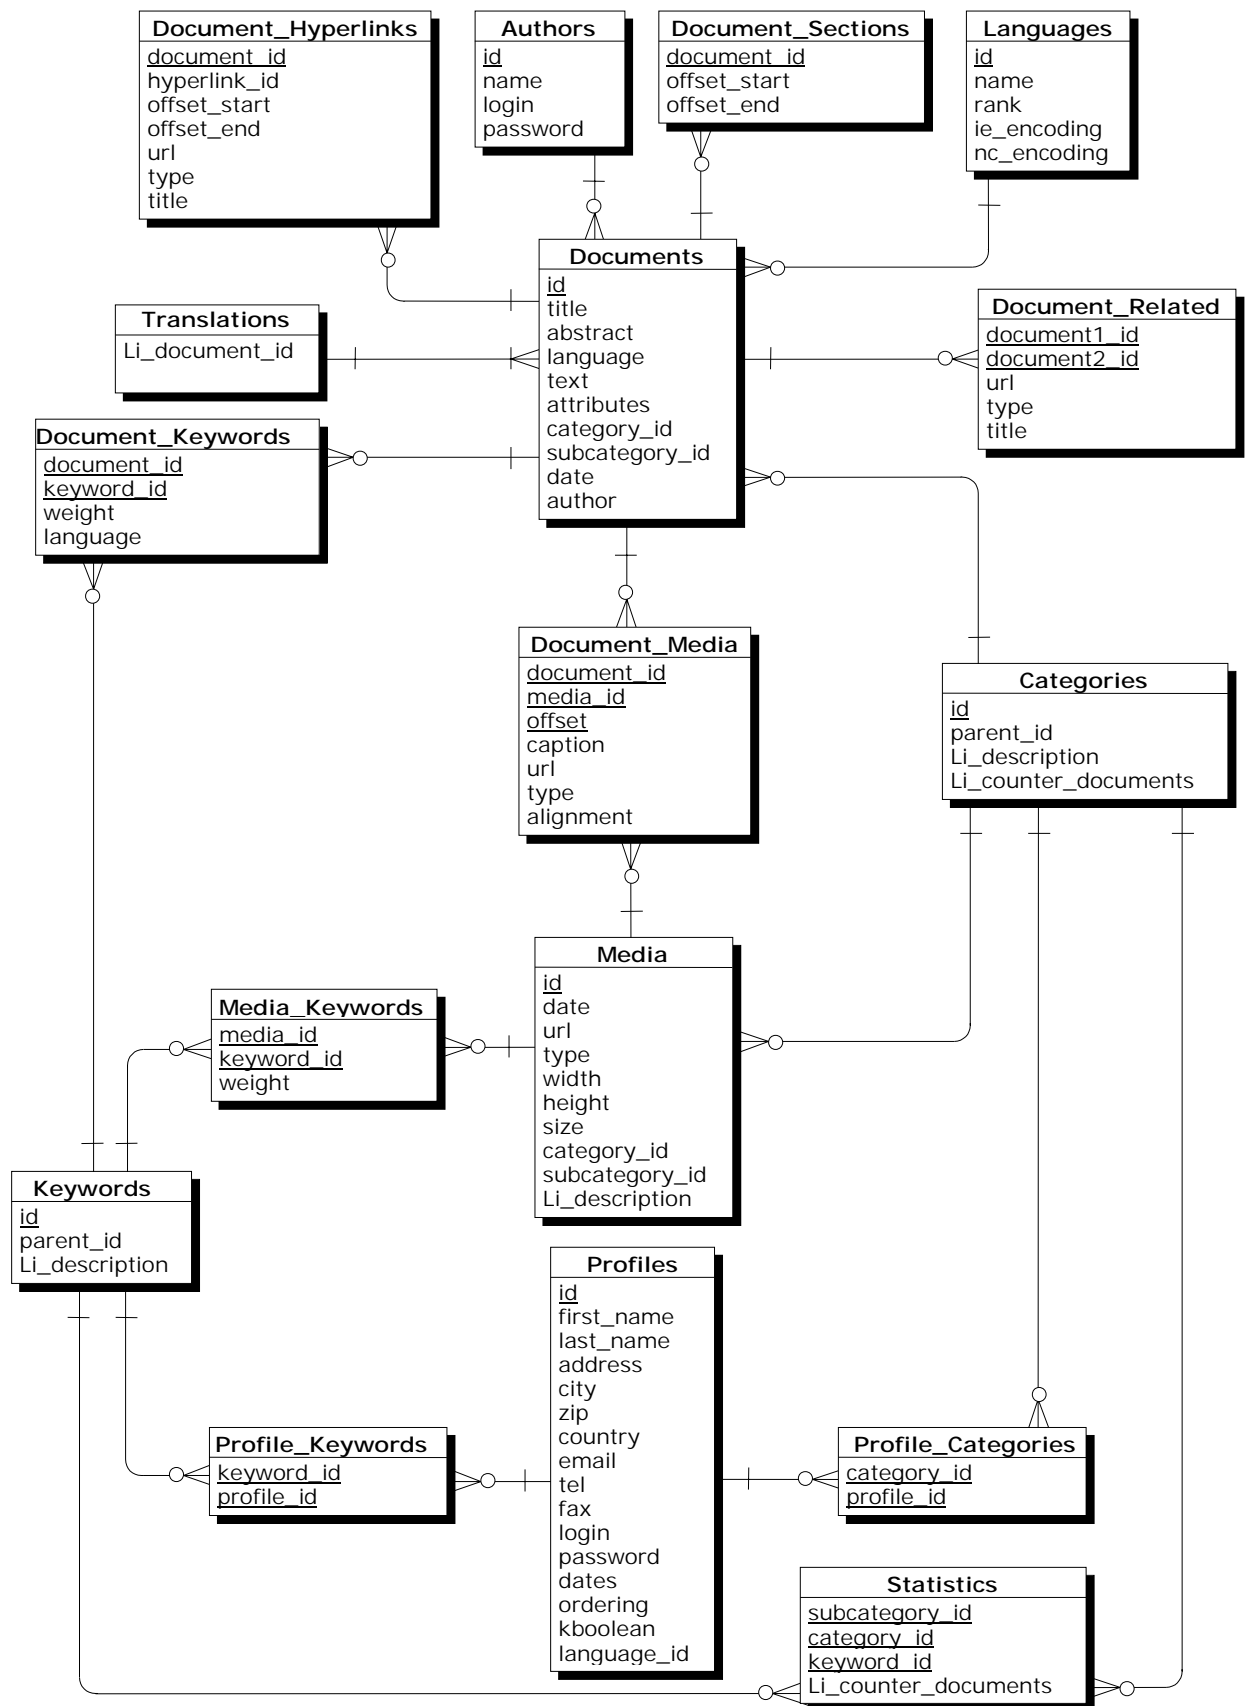 Document_Hyperlinks
document_id
hyperlink_id
offset_start
offset_end
url
type
title
Authors
id
name
login
password
Document_Sections
document_id
offset_start
offset_end
Languages
id
name
rank
ie_encoding
nc_encoding
Documents
id
title
abstract
language
text
attributes
category_id
subcategory_id
date
author
Translations
Li_document_id
Document_Related
document1_id
document2_id
url
type
title
Document_Keywords
document_id
keyword_id
weight
language
Document_Media
document_id
media_id
offset
caption
url
type
alignment
Categories
id
parent_id
Li_description
Li_counter_documents
Media
id
date
url
type
width
height
size
category_id
subcategory_id
Li_description
Media_Keywords
media_id
keyword_id
weight
Keywords
id
parent_id
Li_description
Profiles
id
first_name
last_name
address
city
zip
country
email
tel
fax
login
password
dates
ordering
kboolean
language_id
Profile_Keywords
keyword_id
profile_id
Profile_Categories
category_id
profile_id
Statistics
subcategory_id
category_id
keyword_id
Li_counter_documents